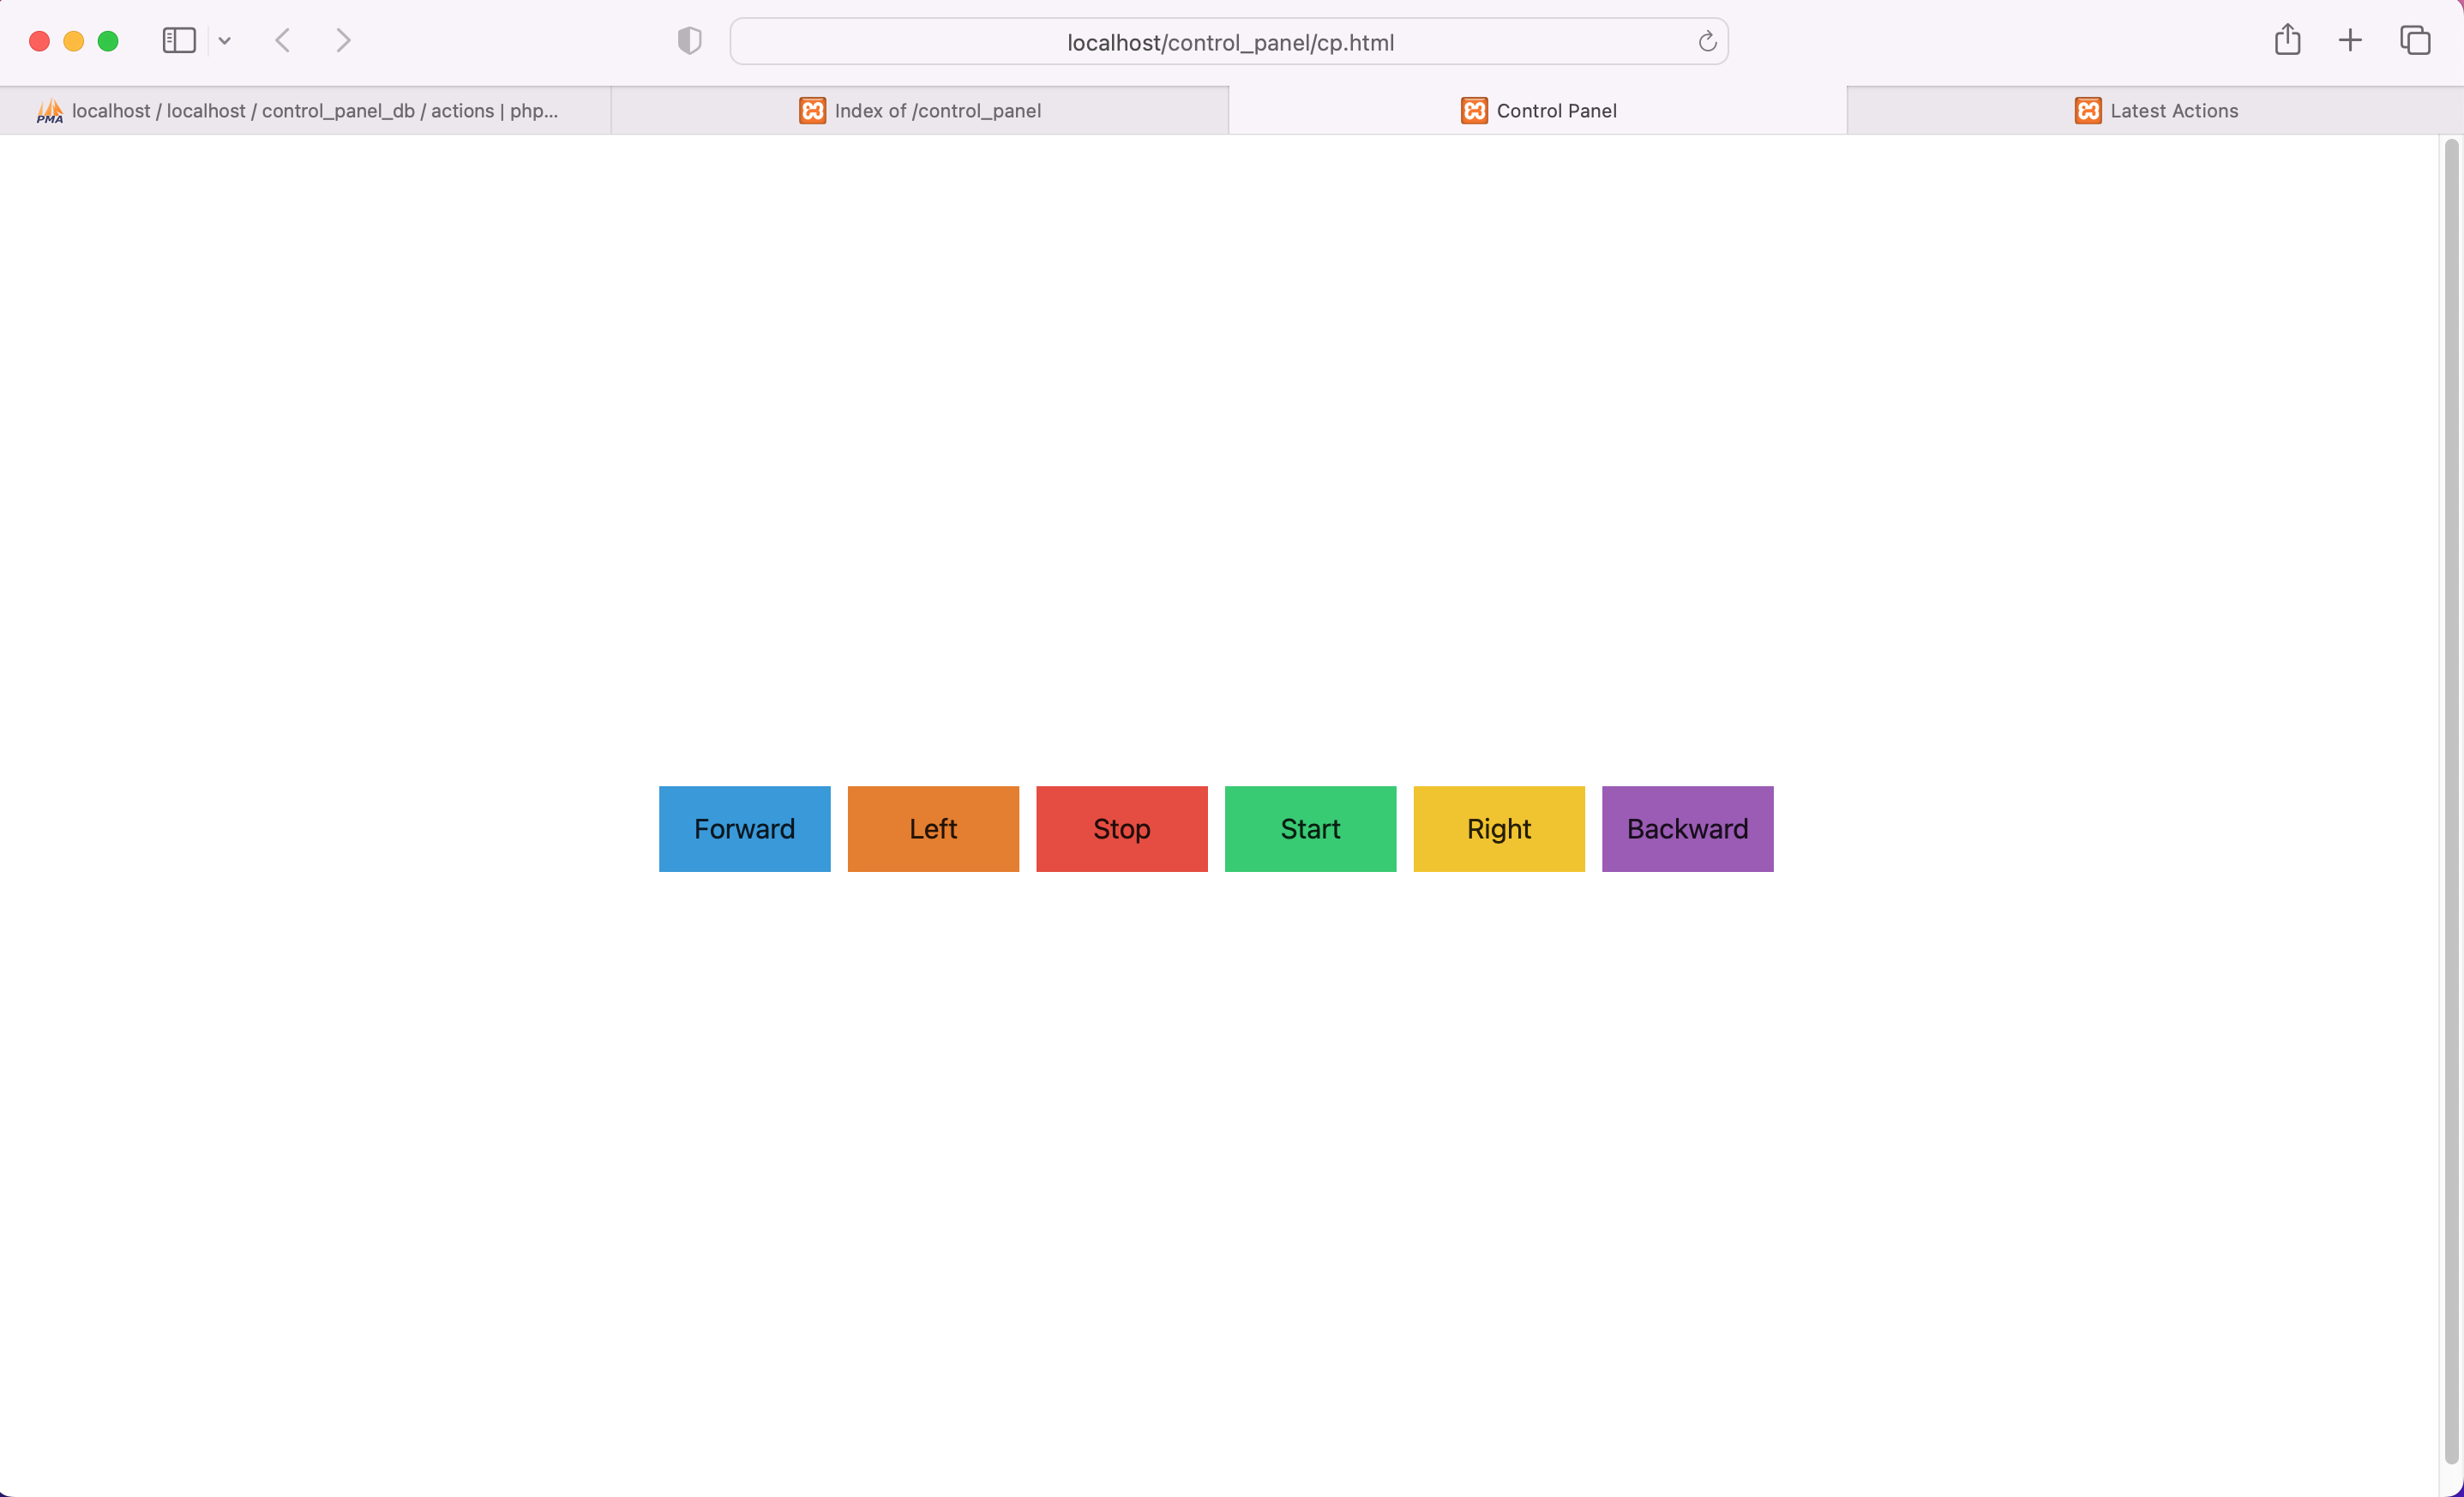 localhost/control_panel/cp.html
PMA localhost / localhost / control_panel_db / actions | php...
Index of /control_panel
Control Panel
Latest Actions
Forward
Left
Stop
Start
Right
Backward